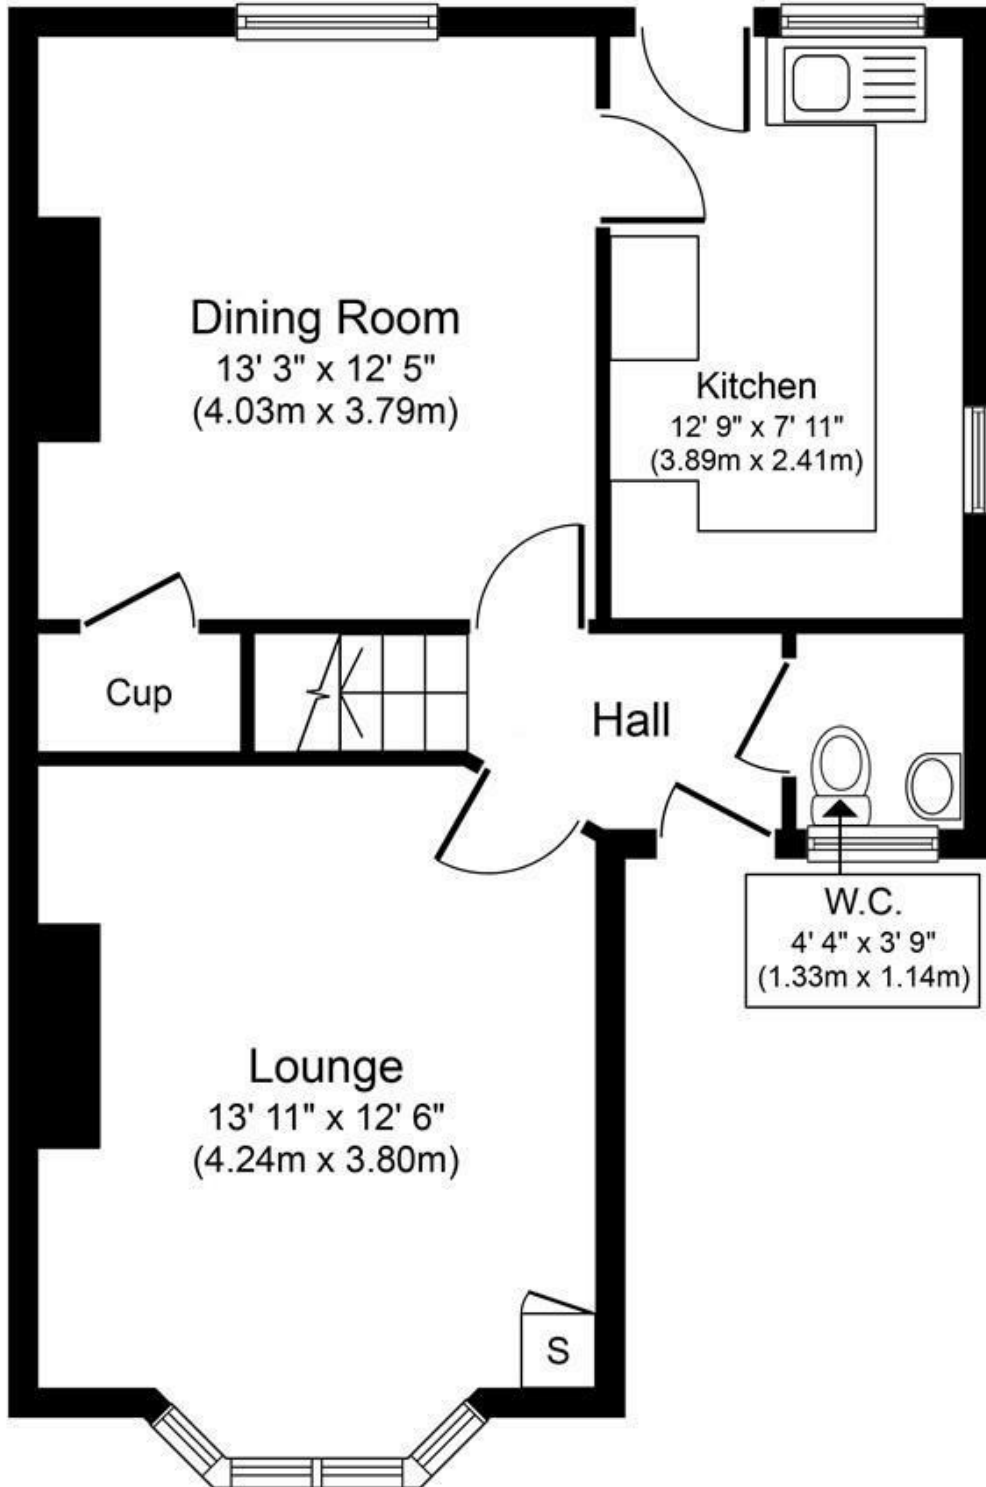 Dining Room
13' 3" x 12' 5"
(4.03m x 3.79m)
Kitchen
12' 9" x 7' 11"
(3.89m x 2.41m)
Cup
Hall
W.C.
4' 4" x 3' 9"
(1.33m x 1.14m)
Lounge
13' 11" x 12' 6"
(4.24m x 3.80m)
S